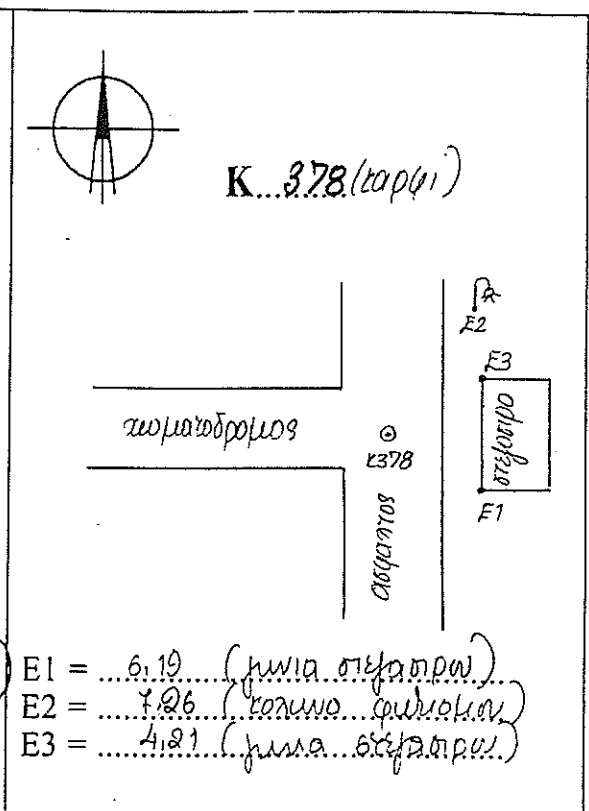 Κ...378 (καρφί)
E2
E3
χωματοδρομος
κ378
στεγαστρο
E1
ασφαλτος
E1 = 6,19 (γωνια στεγαστρου)
E2 = 7,26 (κολωνα φωτισμου)
E3 = 4,21 (γωνια στεγαστρου)